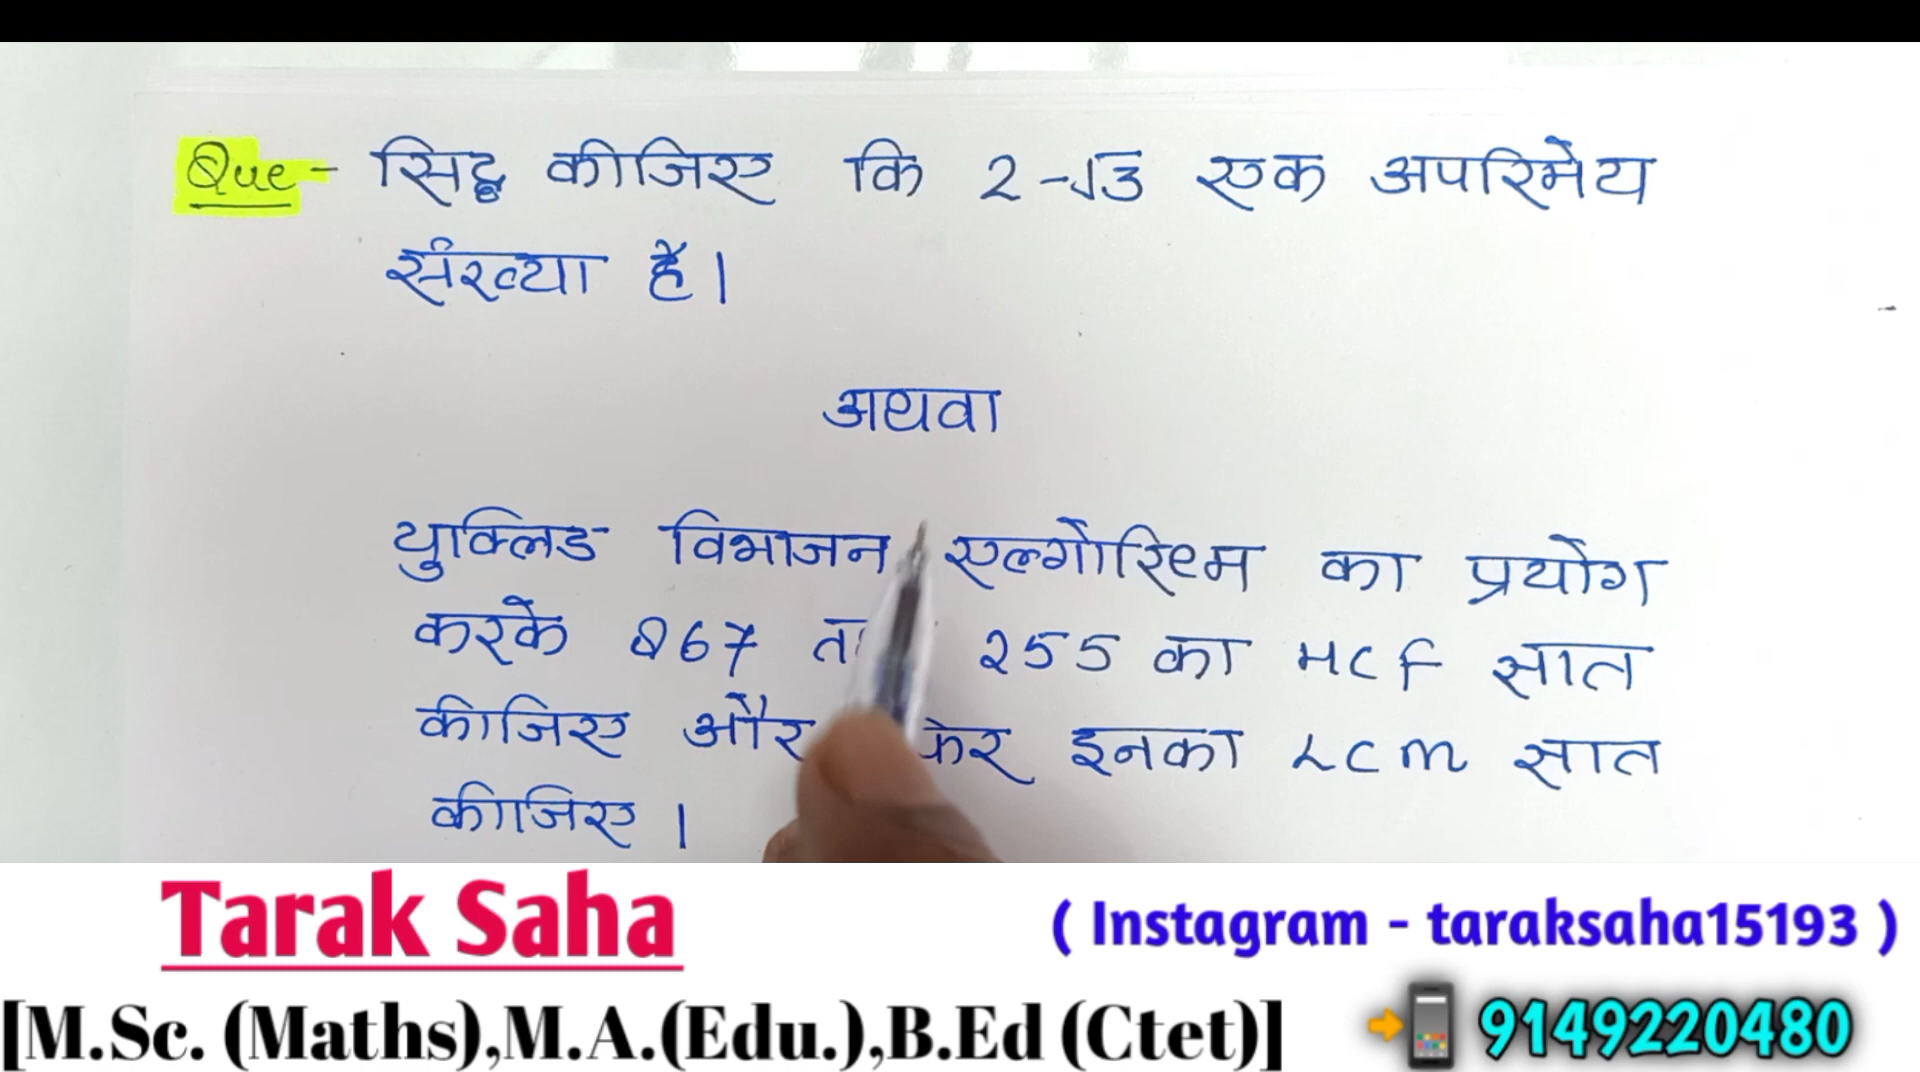 Que - सिद्ध कीजिए कि 2-√3 एक अपरिमेय
संख्या है।
अथवा
युक्लिड विभाजन एल्गोरिथ्म का प्रयोग
करके 867 255 का HCF ज्ञात
कीजिए और इनका LCM ज्ञात
कीजिए।
Tarak Saha
( Instagram - taraksaha15193 )
[M.Sc. (Maths),M.A.(Edu.),B.Ed (Ctet)]
9149220480